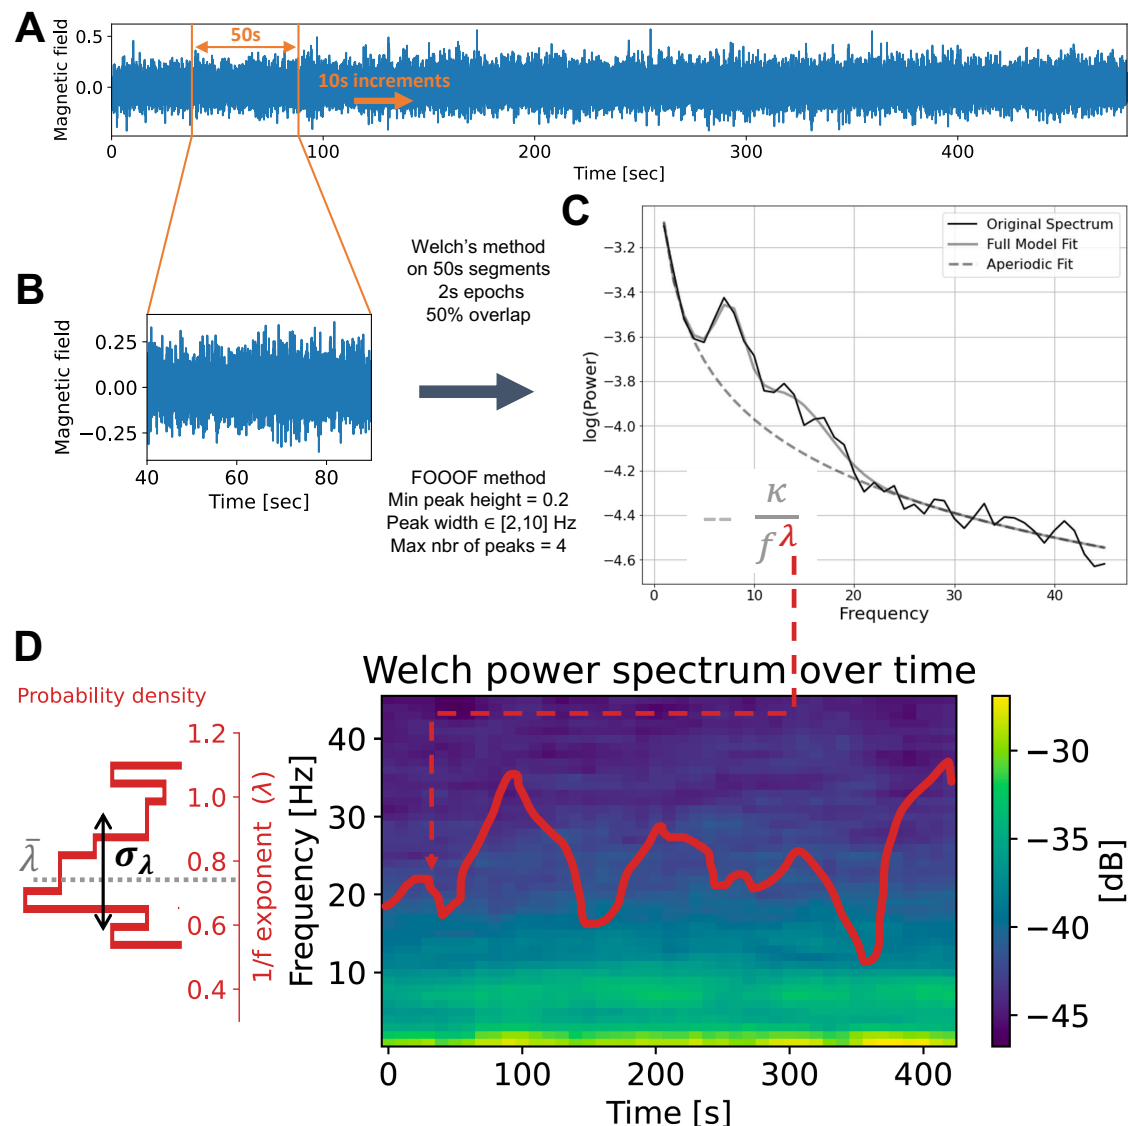 A
Magnetic field
0.5
0.0
50s
10s increments
0
100
200
300
400
Time [sec]
B
Magnetic field
0.25
0.00
−0.25
40
60
80
Time [sec]
Welch's method
on 50s segments
2s epochs
50% overlap
FOOOF method
Min peak height = 0.2
Peak width ∈ [2,10] Hz
Max nbr of peaks = 4
C
log(Power)
−3.2
−3.4
−3.6
−3.8
−4.0
−4.2
−4.4
−4.6
Original Spectrum
Full Model Fit
Aperiodic Fit
κ
f^λ
0
10
20
30
40
Frequency
D
Probability density
1.2
1.0
0.8
0.6
0.4
1/f exponent (λ)
λ̄
σ_λ
Welch power spectrum over time
Frequency [Hz]
40
30
20
10
0
100
200
300
400
Time [s]
−30
−35
−40
−45
[dB]